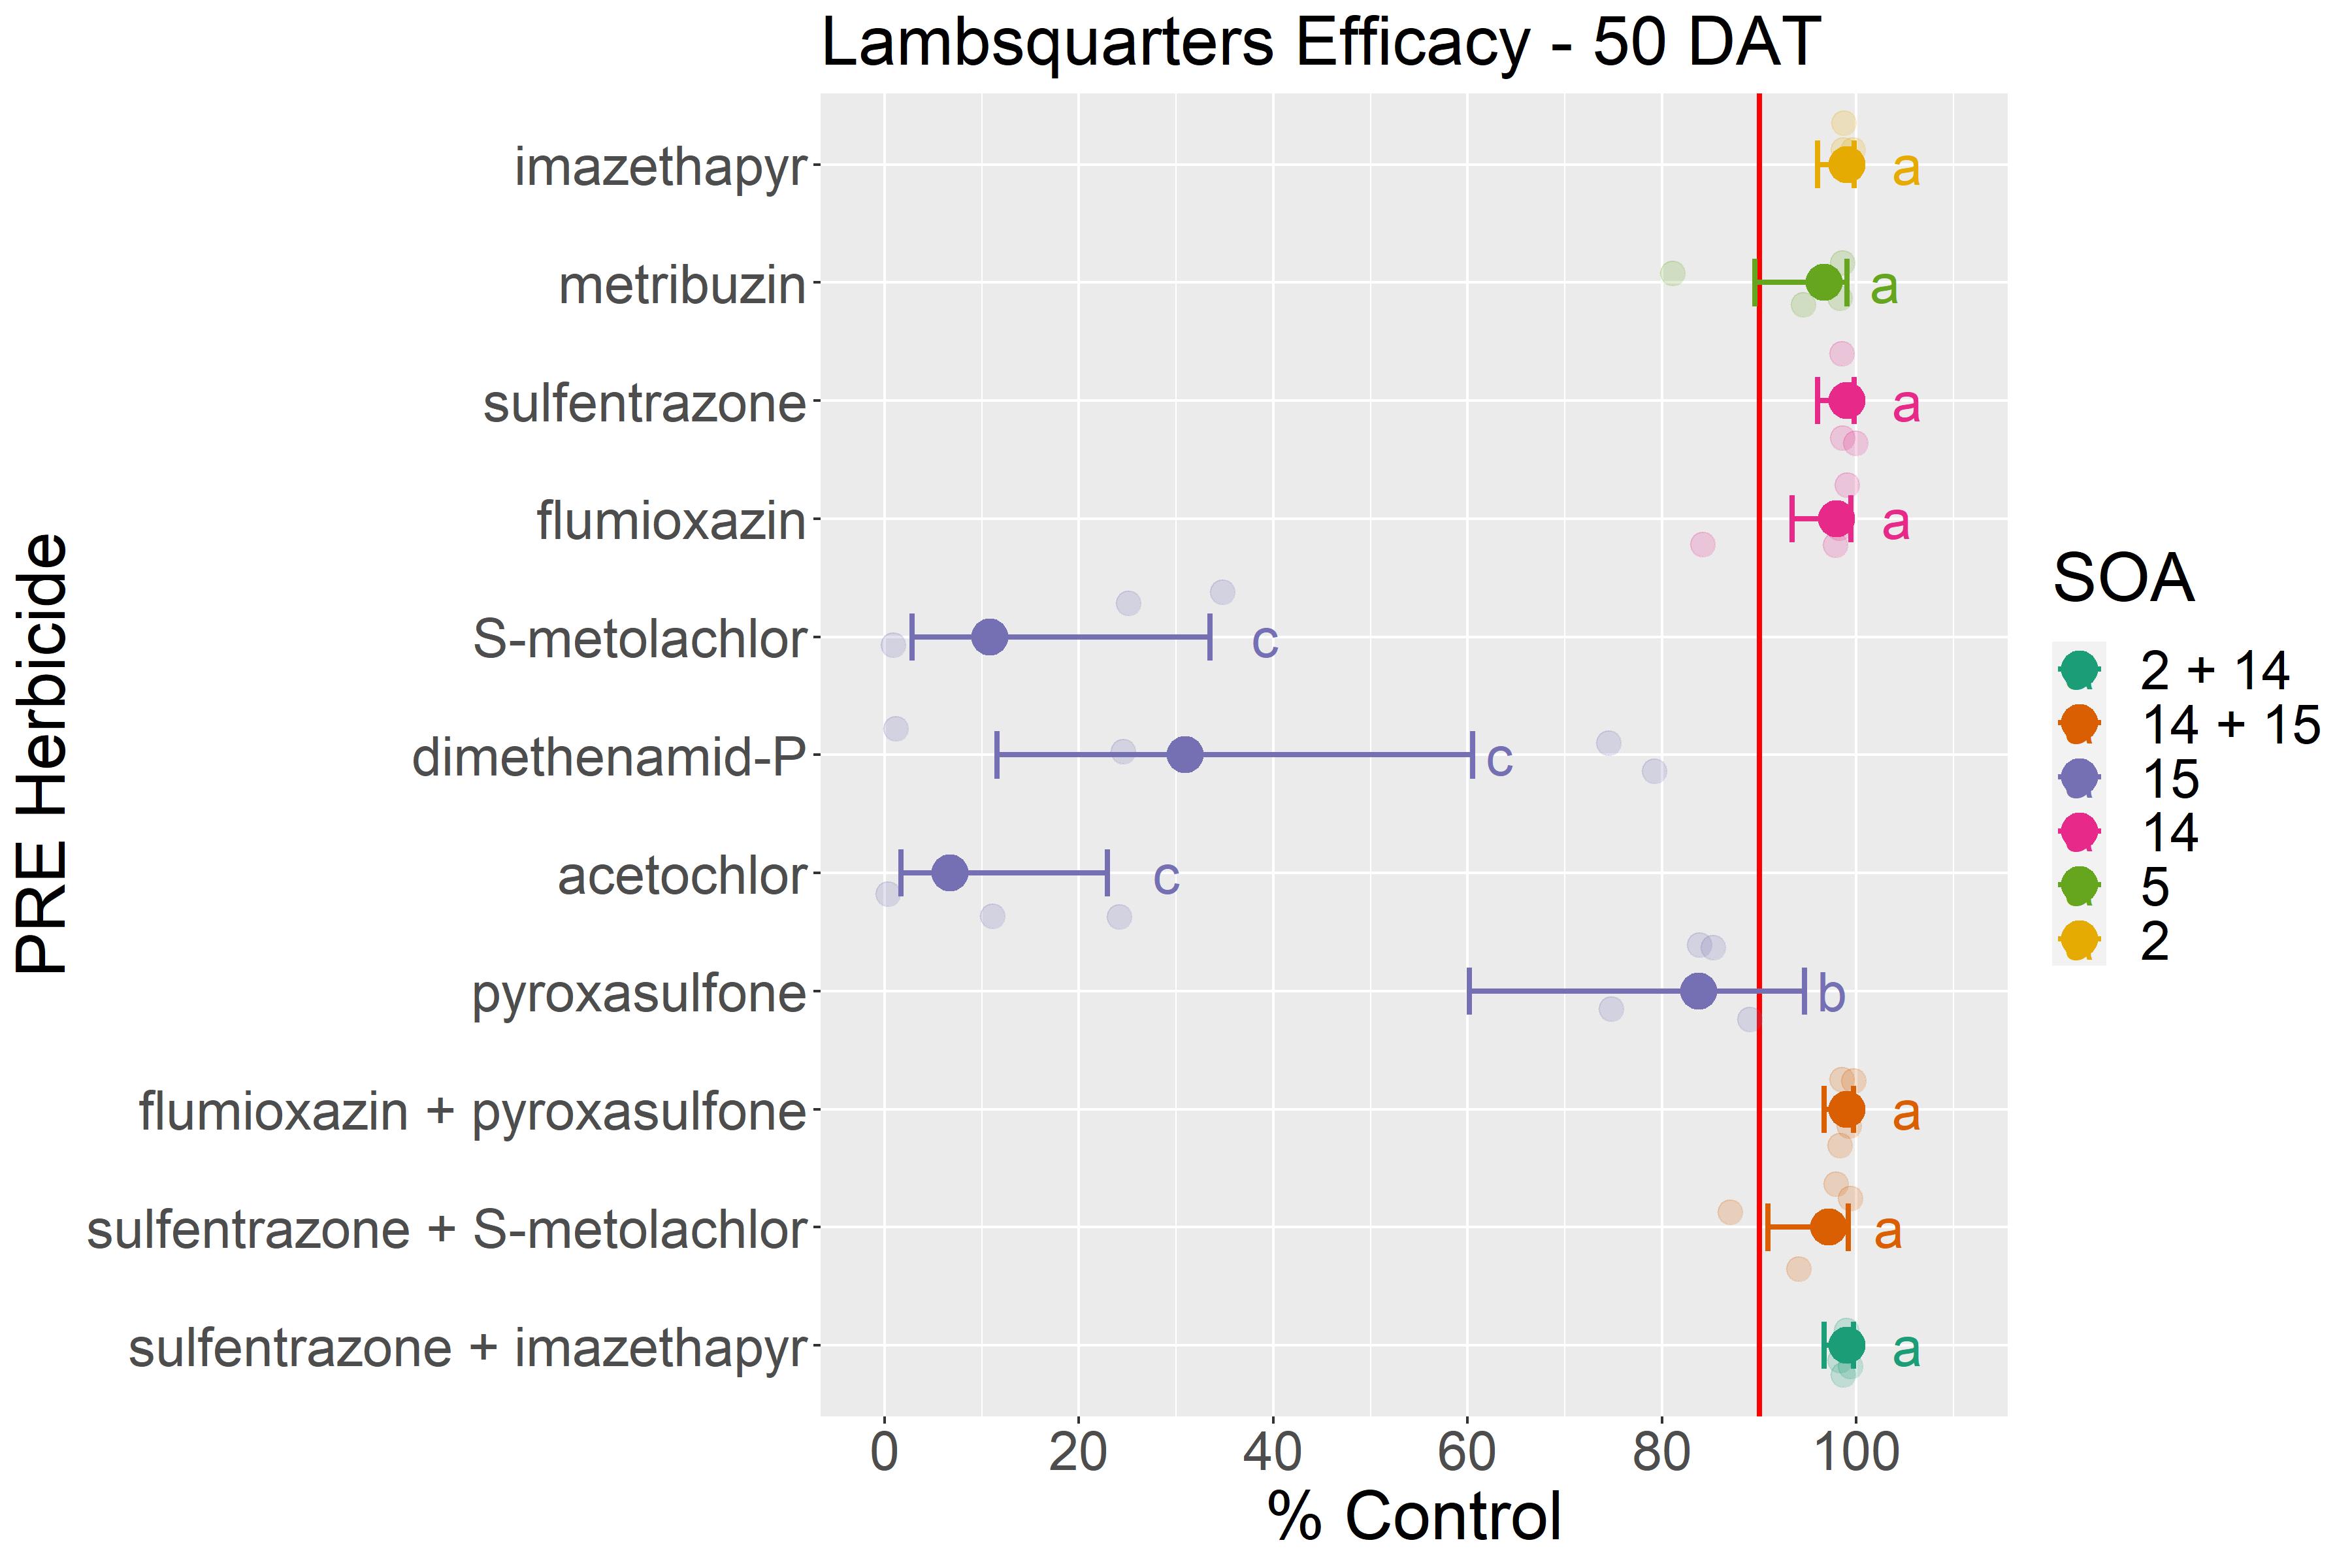 Lambsquarters Efficacy - 50 DAT
PRE Herbicide
imazethapyr a
metribuzin a
sulfentrazone a
flumioxazin a
S-metolachlor c
dimethenamid-P c
acetochlor c
pyroxasulfone b
flumioxazin + pyroxasulfone a
sulfentrazone + S-metolachlor a
sulfentrazone + imazethapyr a
0 20 40 60 80 100
% Control
SOA
2 + 14
14 + 15
15
14
5
2